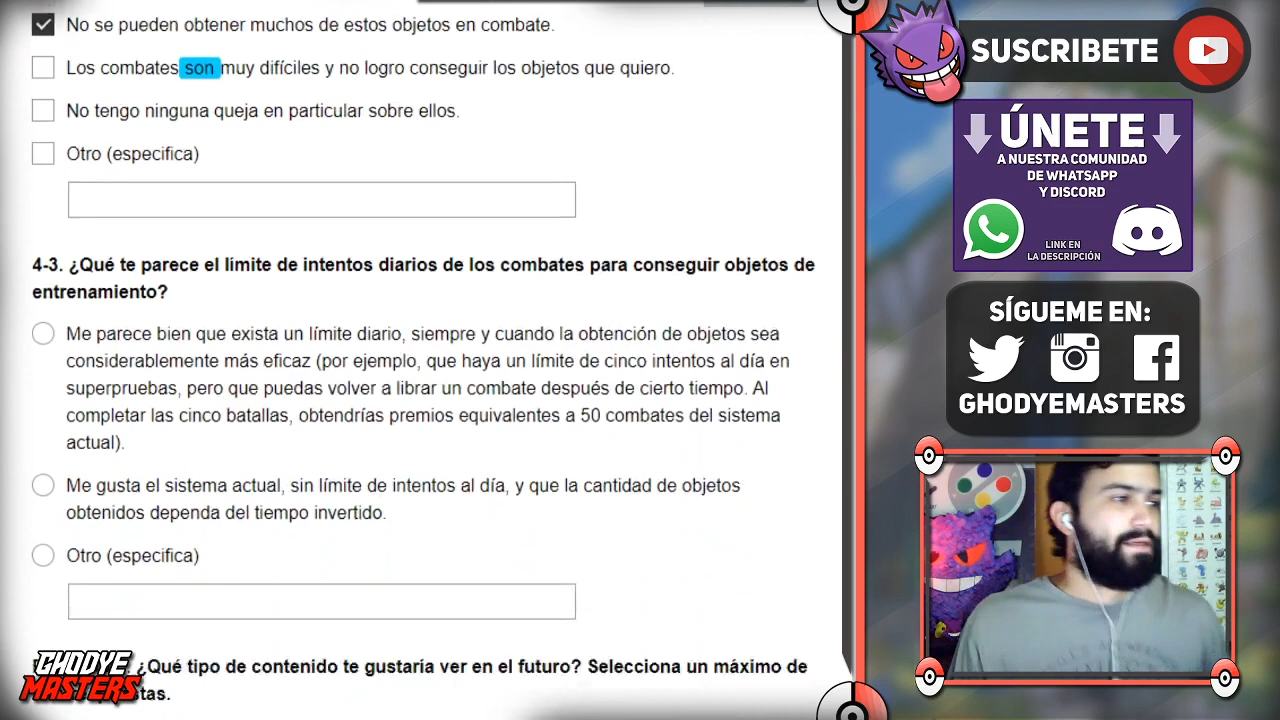 No se pueden obtener muchos de estos objetos en combate.
Los combates son muy difíciles y no logro conseguir los objetos que quiero.
No tengo ninguna queja en particular sobre ellos.
Otro (especifica)
4-3. ¿Qué te parece el límite de intentos diarios de los combates para conseguir objetos de
entrenamiento?
Me parece bien que exista un límite diario, siempre y cuando la obtención de objetos sea
considerablemente más eficaz (por ejemplo, que haya un límite de cinco intentos al día en
superpruebas, pero que puedas volver a librar un combate después de cierto tiempo. Al
completar las cinco batallas, obtendrías premios equivalentes a 50 combates del sistema
actual).
Me gusta el sistema actual, sin límite de intentos al día, y que la cantidad de objetos
obtenidos dependa del tiempo invertido.
Otro (especifica)
¿Qué tipo de contenido te gustaría ver en el futuro? Selecciona un máximo de
tas.
GHODYE
MASTERS
SUSCRIBETE
ÚNETE
A NUESTRA COMUNIDAD
DE WHATSAPP
Y DISCORD
LINK EN
LA DESCRIPCIÓN
SÍGUEME EN:
GHODYEMASTERS